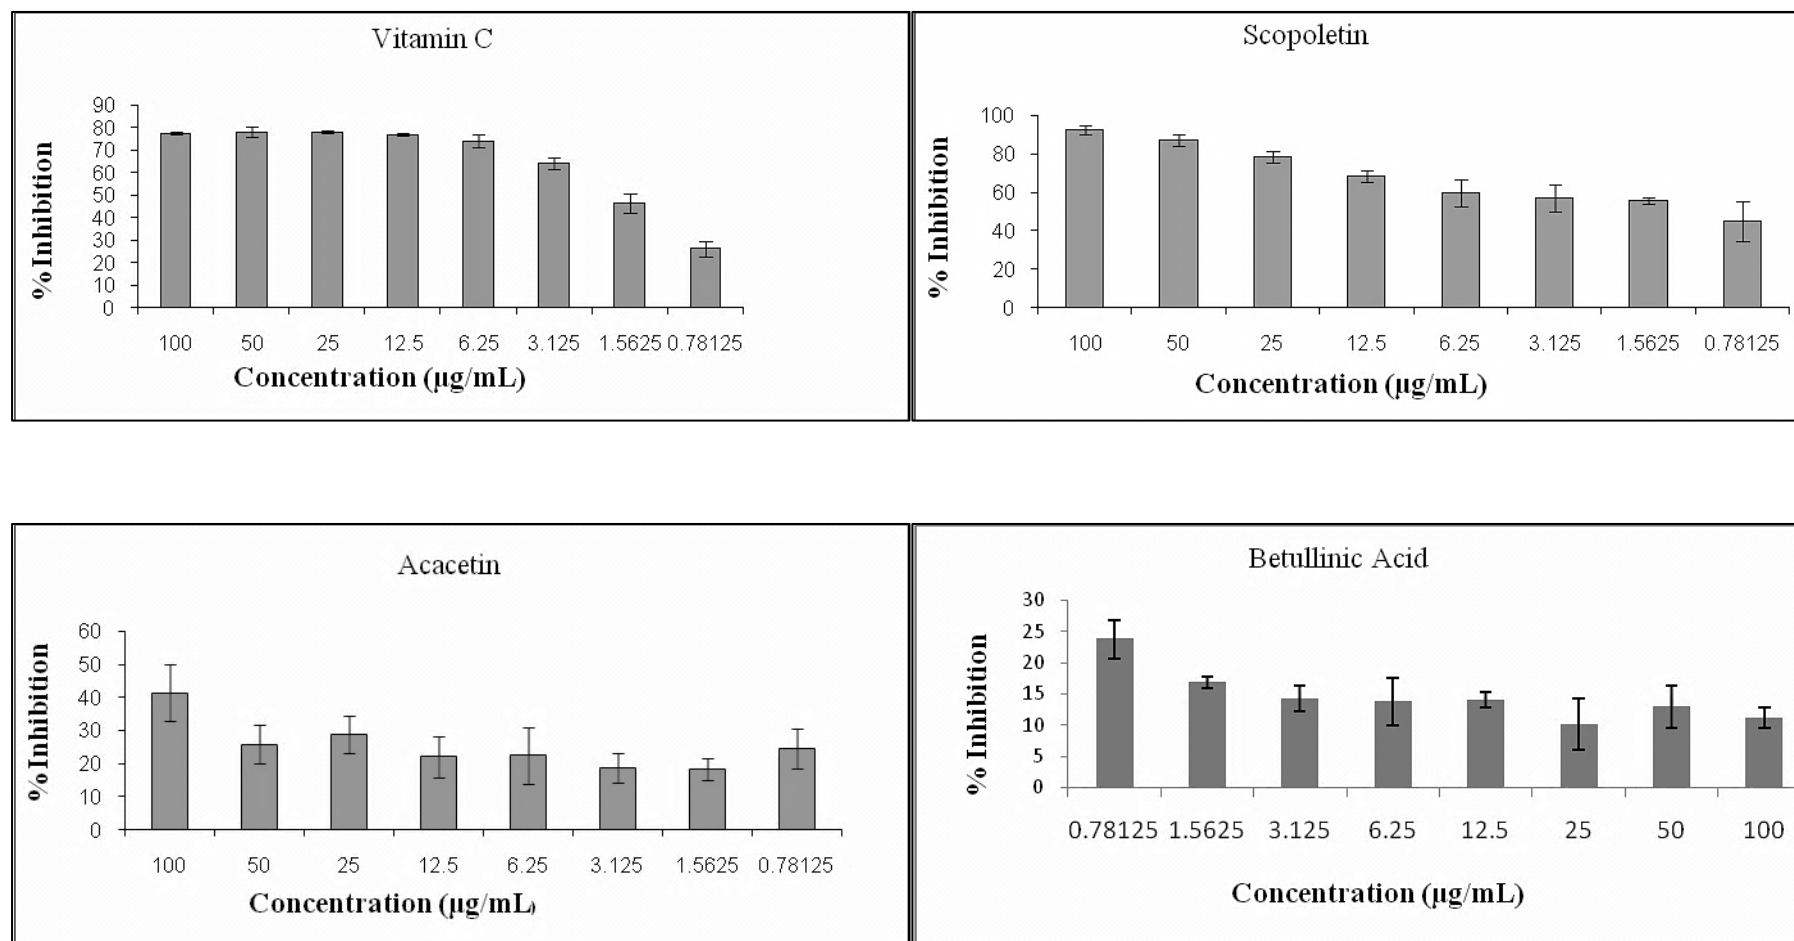 Vitamin C
%Inhibition
90
80
70
60
50
40
30
20
10
0
100 50 25 12.5 6.25 3.125 1.5625 0.78125
Concentration (µg/mL)
Scopoletin
% Inhibition
100
80
60
40
20
0
100 50 25 12.5 6.25 3.125 1.5625 0.78125
Concentration (µg/mL)
Acacetin
%Inhibition
60
50
40
30
20
10
0
100 50 25 12.5 6.25 3.125 1.5625 0.78125
Concentration (µg/mL)
Betullinic Acid
% Inhibition
30
25
20
15
10
5
0
0.78125 1.5625 3.125 6.25 12.5 25 50 100
Concentration (µg/mL)